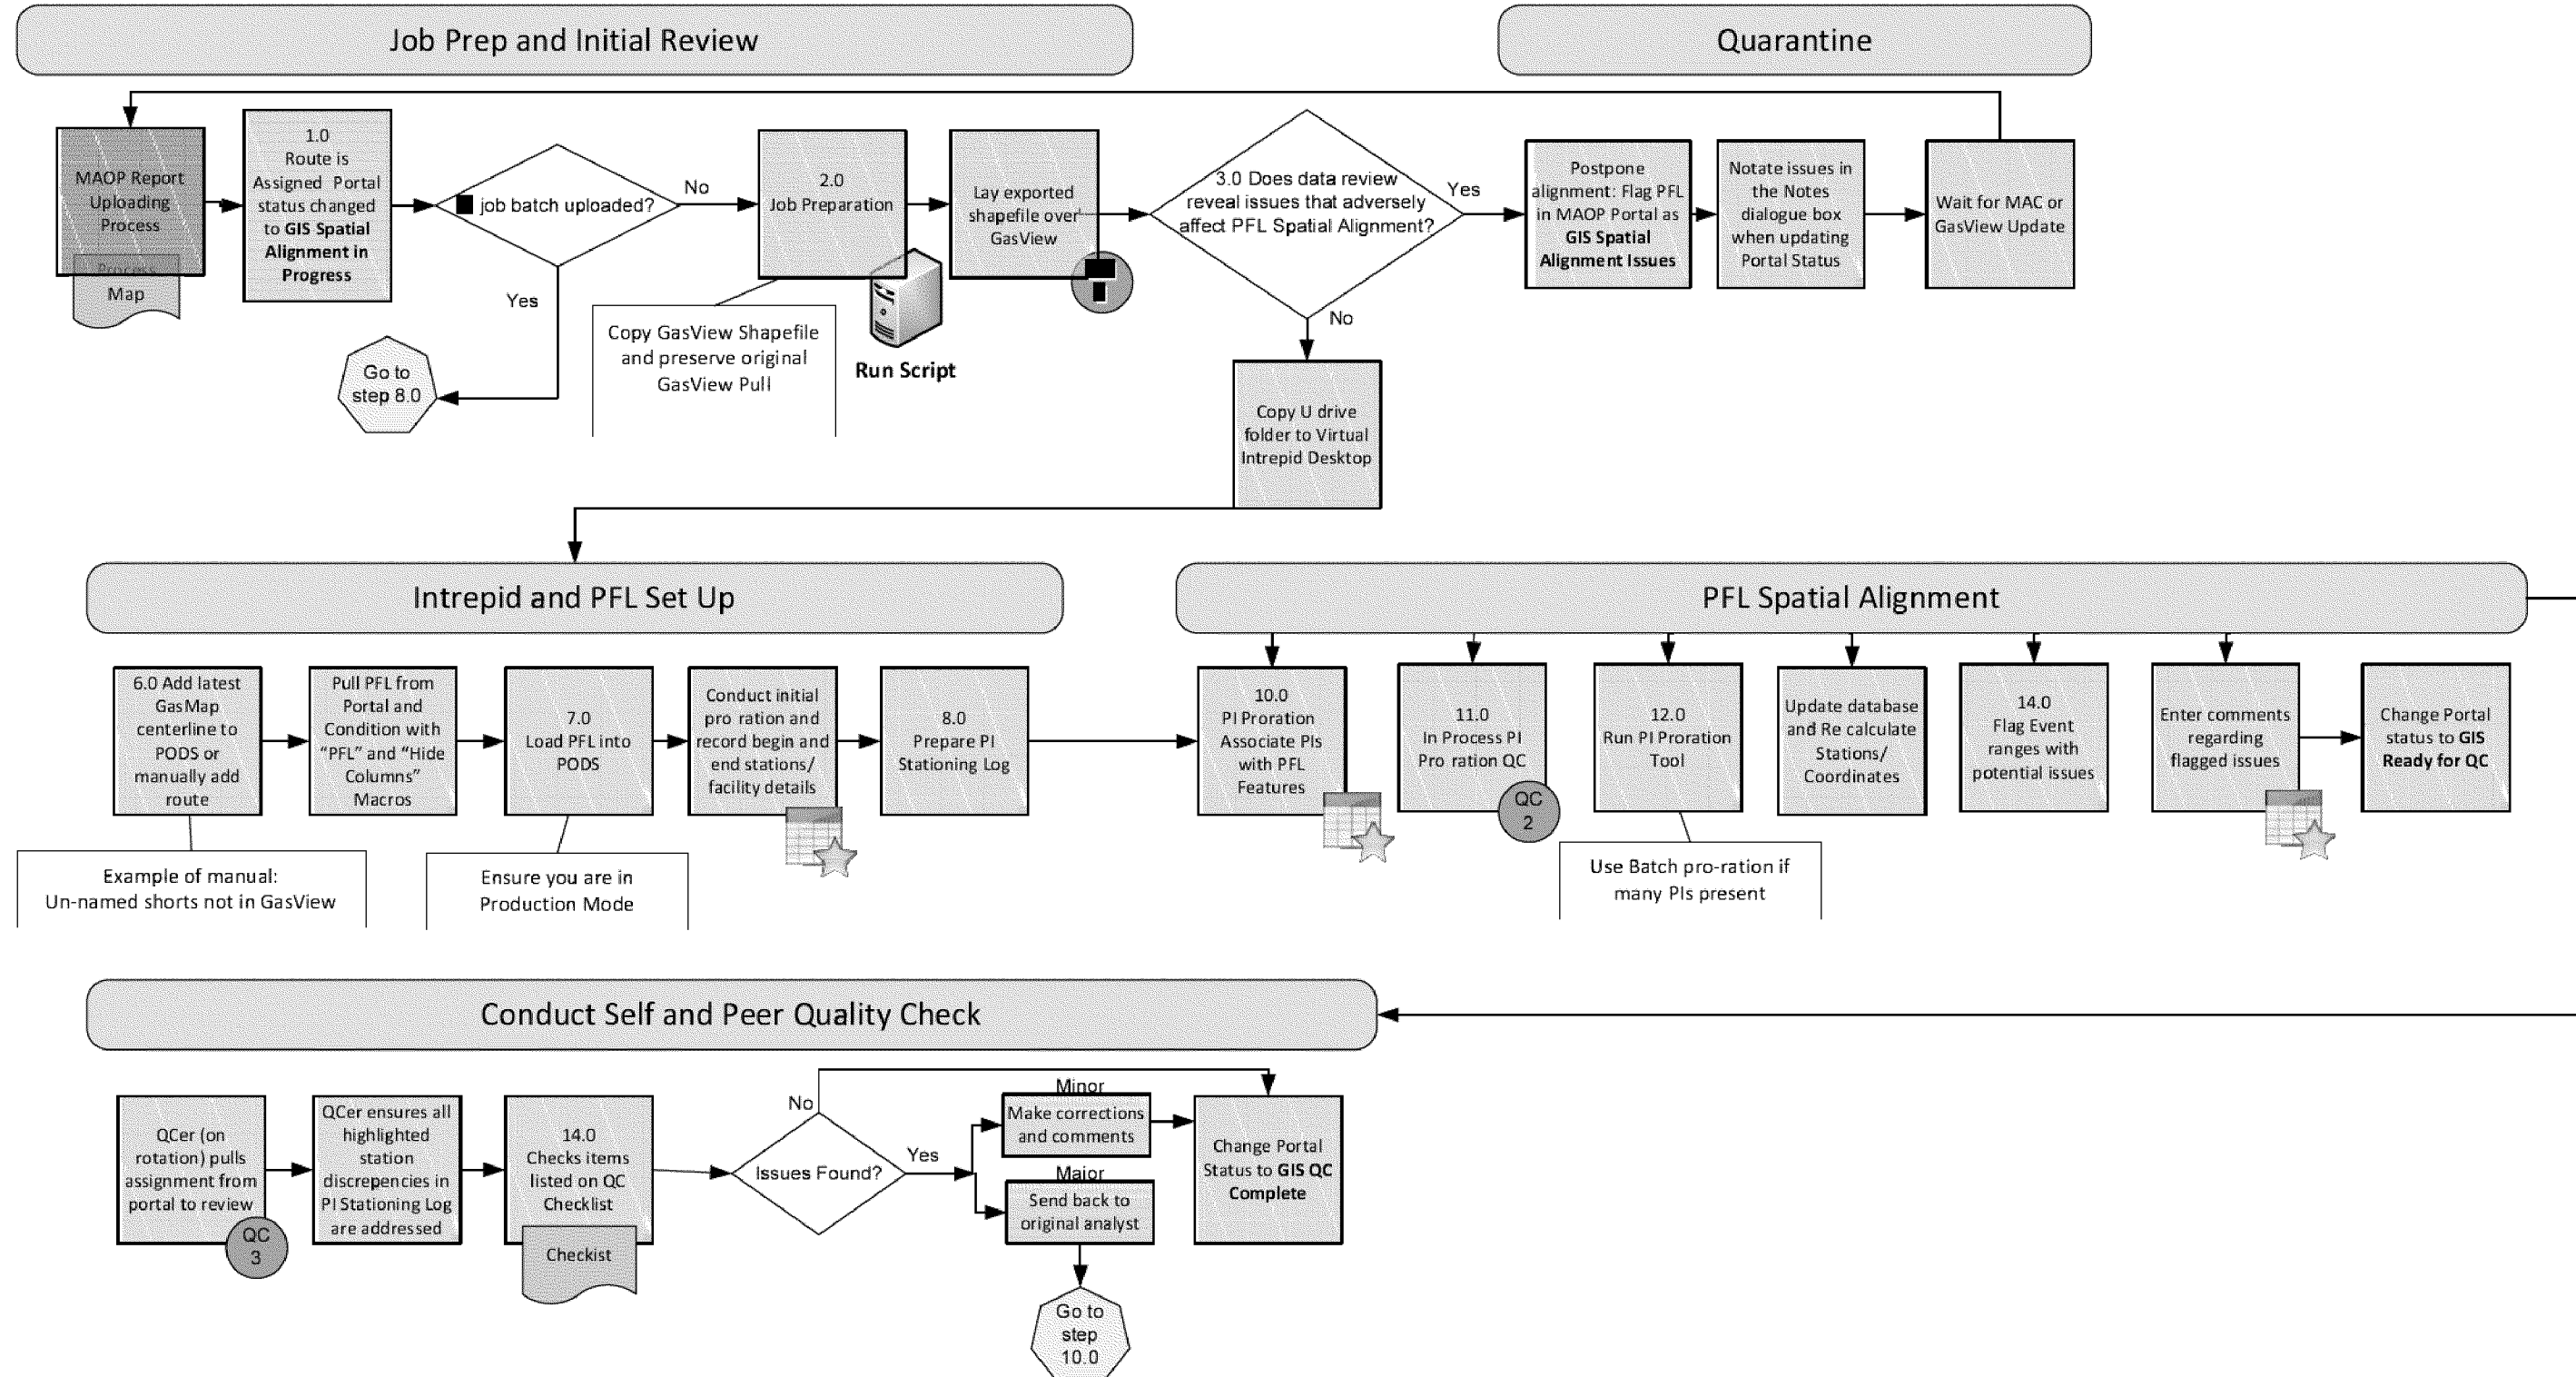 Job Prep and Initial Review
Quarantine
MAOP Report
Uploading
Process
Process
Map
1.0
Route is
Assigned Portal
status changed
to GIS Spatial
Alignment in
Progress
job batch uploaded?
No
Yes
Go to
step 8.0
2.0
Job Preparation
Copy GasView Shapefile
and preserve original
GasView Pull
Run Script
Lay exported
shapefile over
GasView
3.0 Does data review
reveal issues that adversely
affect PFL Spatial Alignment?
Yes
No
Postpone
alignment: Flag PFL
in MAOP Portal as
GIS Spatial
Alignment Issues
Notate issues in
the Notes
dialogue box
when updating
Portal Status
Wait for MAC or
GasView Update
Copy U drive
folder to Virtual
Intrepid Desktop
Intrepid and PFL Set Up
PFL Spatial Alignment
6.0 Add latest
GasMap
centerline to
PODS or
manually add
route
Example of manual:
Un-named shorts not in GasView
Pull PFL from
Portal and
Condition with
"PFL" and "Hide
Columns"
Macros
7.0
Load PFL into
PODS
Ensure you are in
Production Mode
Conduct initial
pro ration and
record begin and
end stations/
facility details
8.0
Prepare PI
Stationing Log
10.0
PI Proration
Associate PIs
with PFL
Features
11.0
In Process PI
Pro ration QC
QC
2
12.0
Run PI Proration
Tool
Use Batch pro-ration if
many PIs present
Update database
and Re calculate
Stations/
Coordinates
14.0
Flag Event
ranges with
potential issues
Enter comments
regarding
flagged issues
Change Portal
status to GIS
Ready for QC
Conduct Self and Peer Quality Check
QCer (on
rotation) pulls
assignment from
portal to review
QC
3
QCer ensures all
highlighted
station
discrepencies in
PI Stationing Log
are addressed
14.0
Checks items
listed on QC
Checklist
Checkist
Issues Found?
No
Yes
Minor
Make corrections
and comments
Major
Send back to
original analyst
Go to
step
10.0
Change Portal
Status to GIS QC
Complete